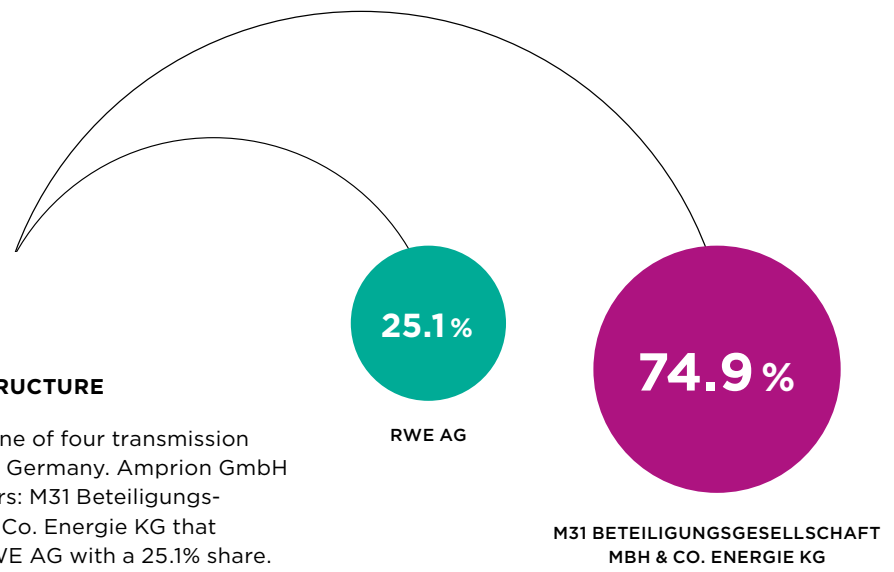 25.1 %
74.9 %
RWE AG
M31 BETEILIGUNGSGESELLSCHAFT
MBH & CO. ENERGIE KG
RUCTURE
ne of four transmission
Germany. Amprion GmbH
rs: M31 Beteiligungs-
Co. Energie KG that
WE AG with a 25.1% share.